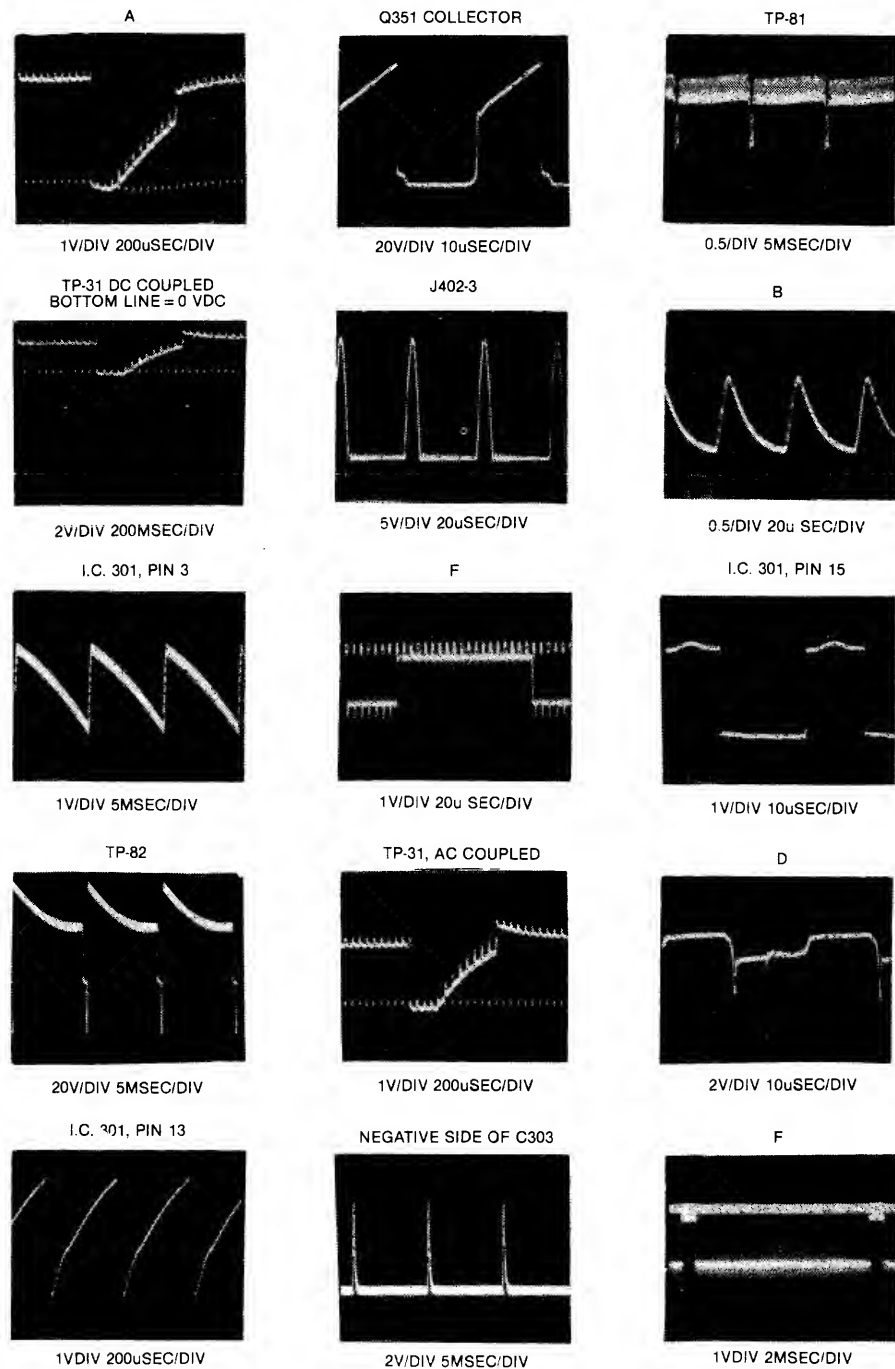 A
Q351 COLLECTOR
TP-81
1V/DIV 200uSEC/DIV
20V/DIV 10uSEC/DIV
0.5/DIV 5MSEC/DIV
TP-31 DC COUPLED
BOTTOM LINE = 0 VDC
J402-3
B
2V/DIV 200MSEC/DIV
5V/DIV 20uSEC/DIV
0.5/DIV 20u SEC/DIV
I.C. 301, PIN 3
F
I.C. 301, PIN 15
1V/DIV 5MSEC/DIV
1V/DIV 20u SEC/DIV
1V/DIV 10uSEC/DIV
TP-82
TP-31, AC COUPLED
D
20V/DIV 5MSEC/DIV
1V/DIV 200uSEC/DIV
2V/DIV 10uSEC/DIV
I.C. 301, PIN 13
NEGATIVE SIDE OF C303
F
1VDIV 200uSEC/DIV
2V/DIV 5MSEC/DIV
1VDIV 2MSEC/DIV